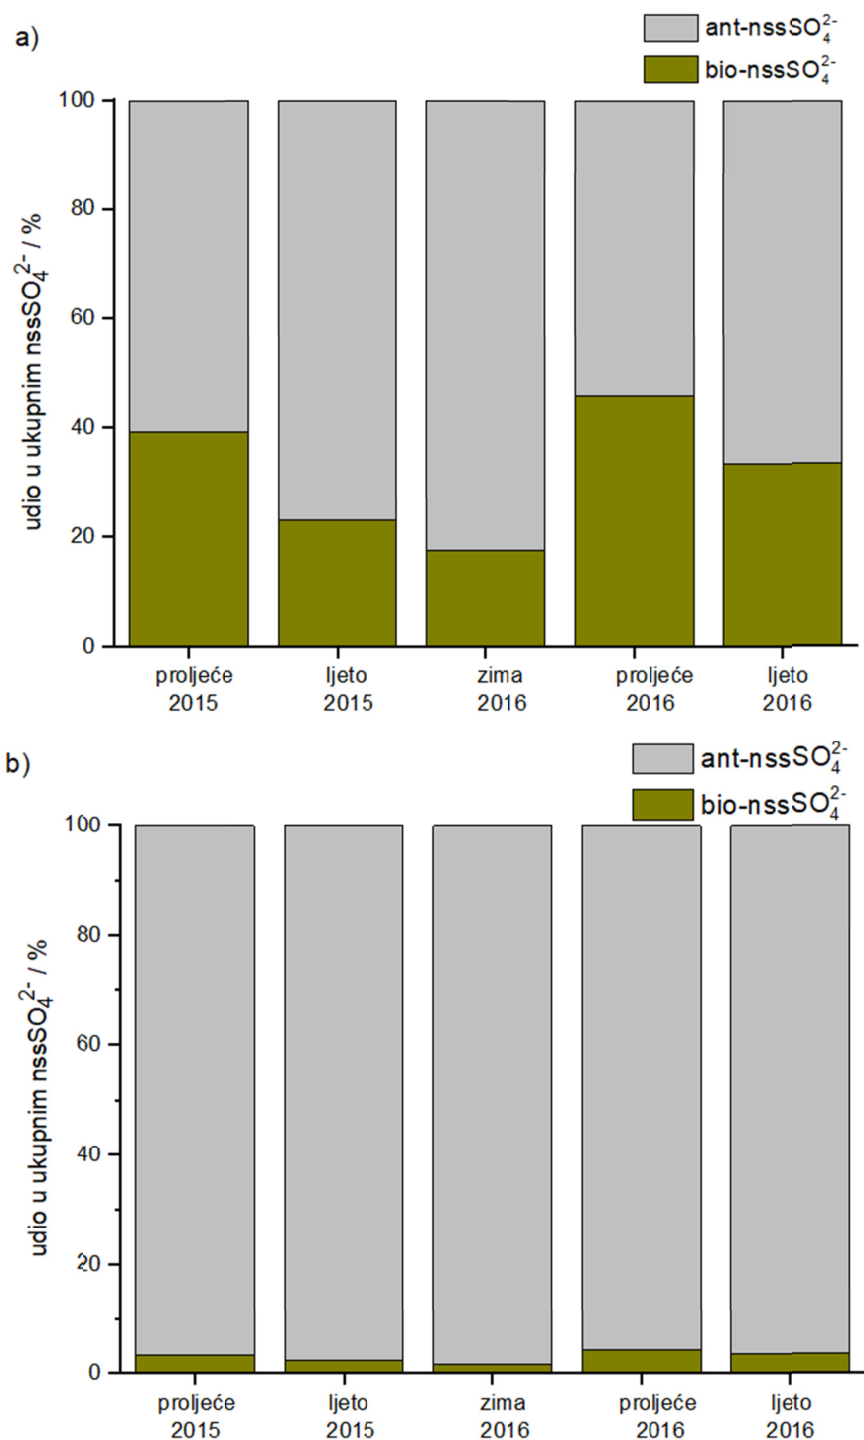 a)
ant-nssSO₄²⁻
bio-nssSO₄²⁻
udio u ukupnim nssSO₄²⁻ / %
100
80
60
40
20
0
proljeće
2015
ljeto
2015
zima
2016
proljeće
2016
ljeto
2016
b)
ant-nssSO₄²⁻
bio-nssSO₄²⁻
udio u ukupnim nssSO₄²⁻ / %
100
80
60
40
20
0
proljeće
2015
ljeto
2015
zima
2016
proljeće
2016
ljeto
2016